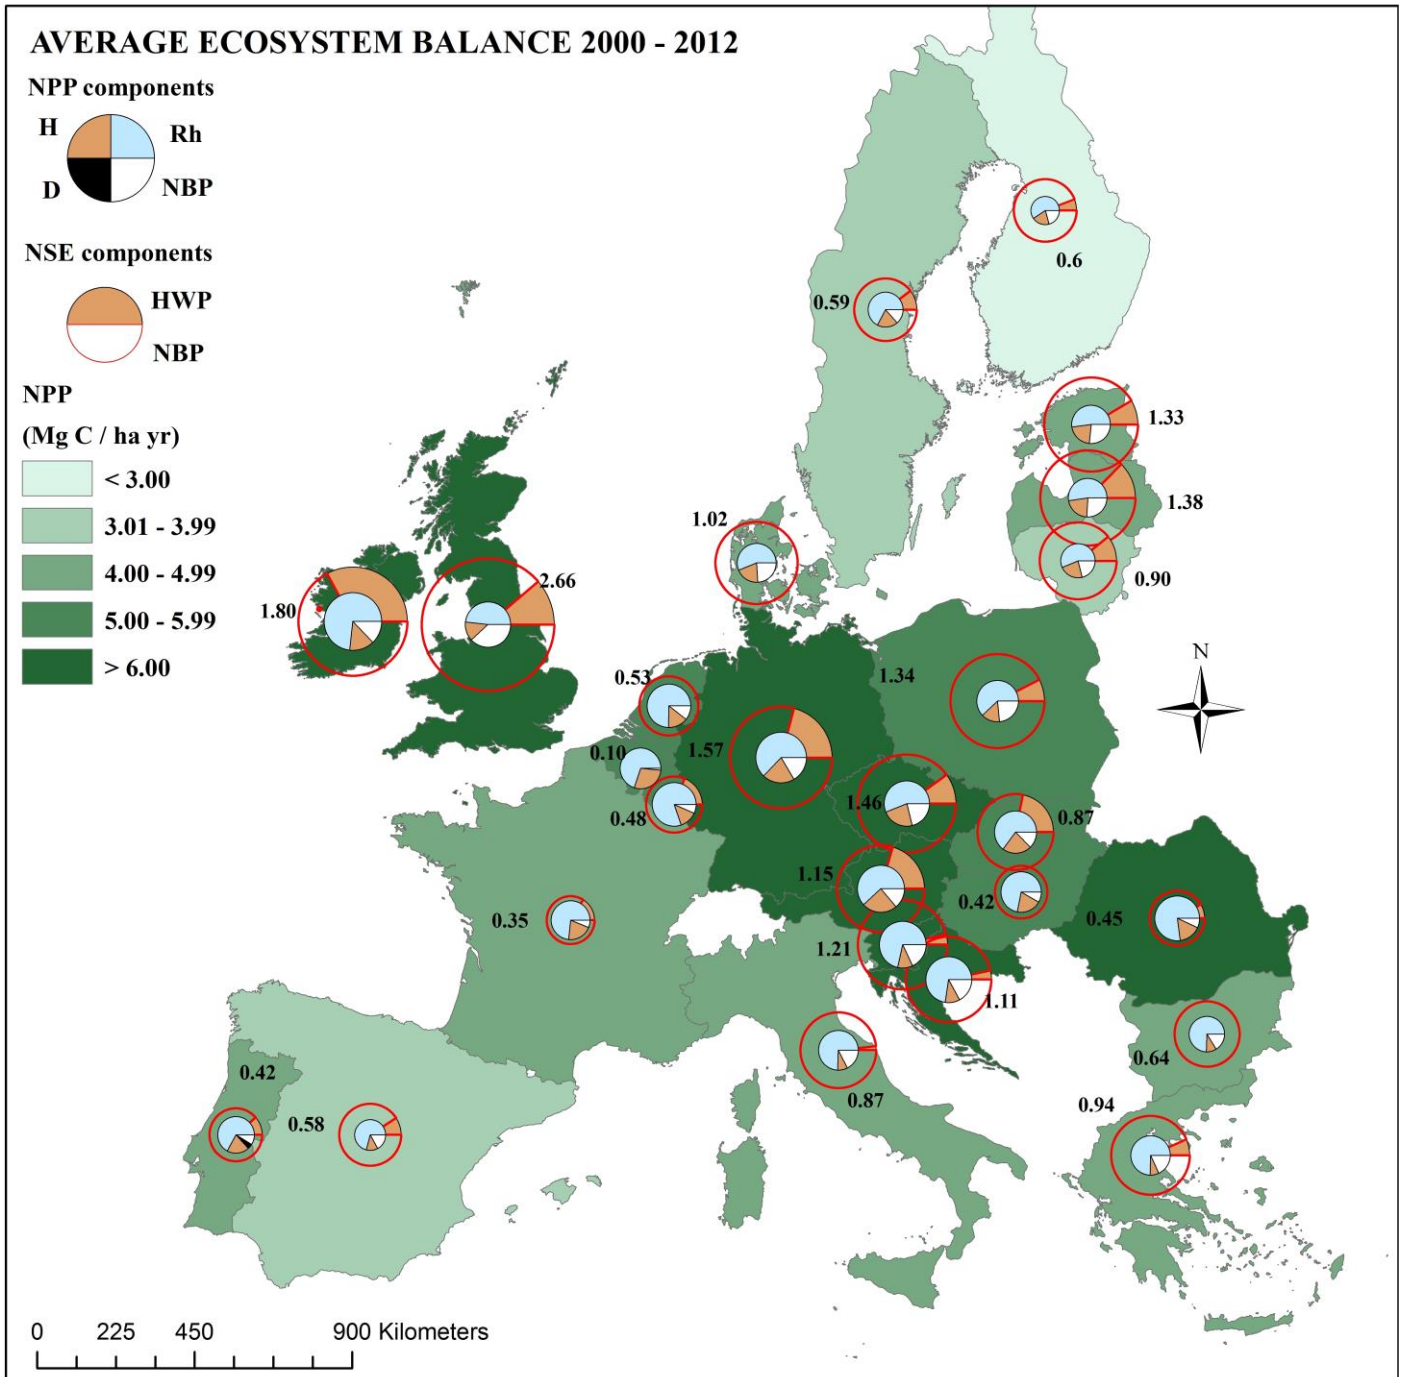 AVERAGE ECOSYSTEM BALANCE 2000 - 2012
NPP components
H
Rh
D
NBP
NSE components
HWP
NBP
NPP
(Mg C / ha yr)
< 3.00
3.01 - 3.99
4.00 - 4.99
5.00 - 5.99
> 6.00
0.6
0.59
1.33
1.38
0.90
1.02
2.66
1.80
N
0.53
1.34
0.10
1.57
0.48
1.46
0.87
1.15
0.42
0.35
0.45
1.21
1.11
0.64
0.42
0.58
0.87
0.94
0 225 450 900 Kilometers